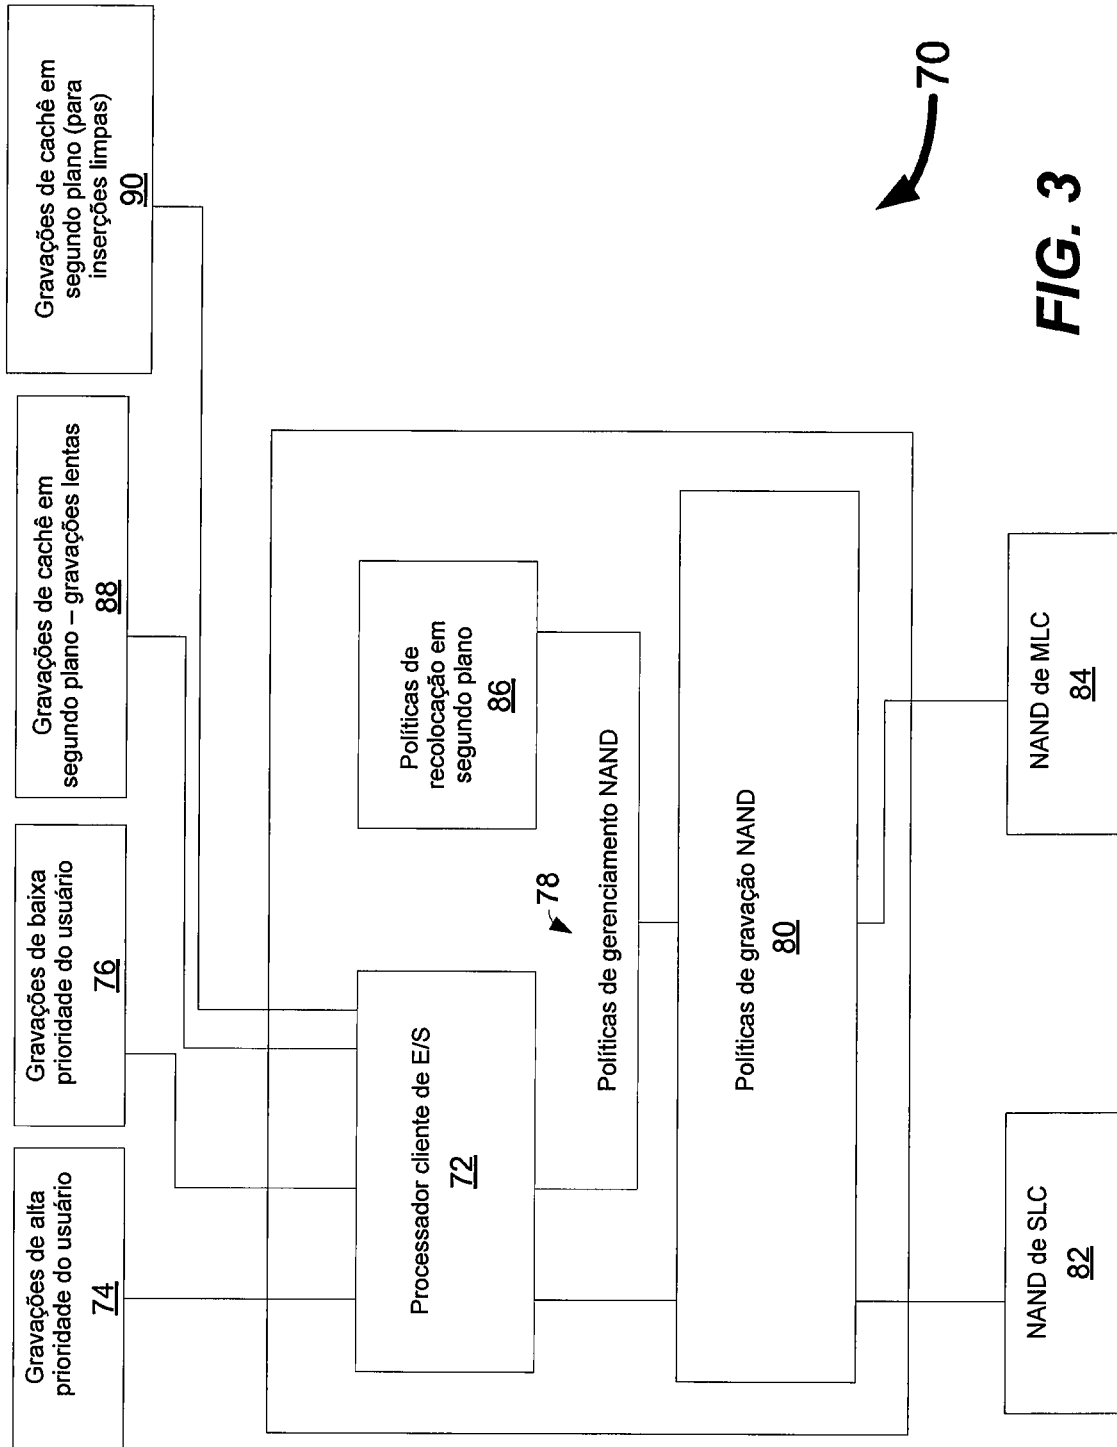 Gravações de alta
prioridade do usuário
74
Gravações de baixa
prioridade do usuário
76
Gravações de cachê em
segundo plano – gravações lentas
88
Gravações de cachê em
segundo plano (para
inserções limpas)
90
Processador cliente de E/S
72
Políticas de
recolocação em
segundo plano
86
78
Políticas de gerenciamento NAND
Políticas de gravação NAND
80
NAND de SLC
82
NAND de MLC
84
70
FIG. 3